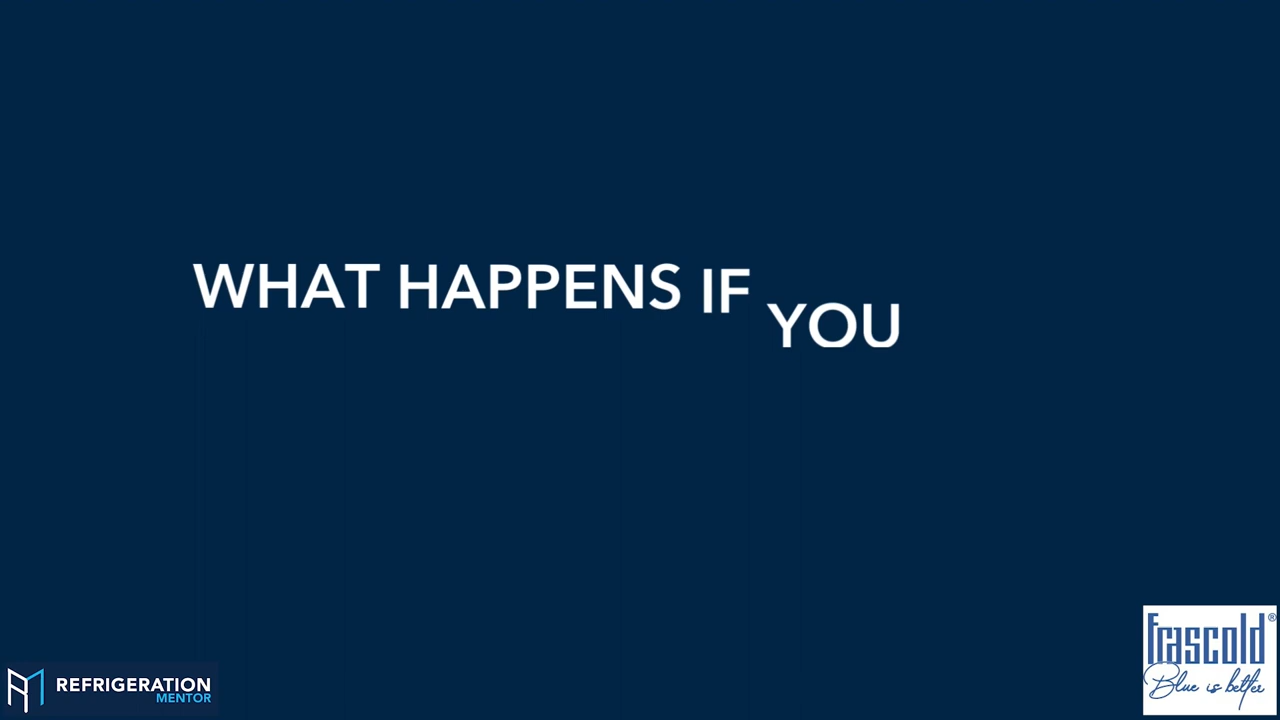 WHAT HAPPENS IF YOU
REFRIGERATION
MENTOR
frascold®
Blue is better